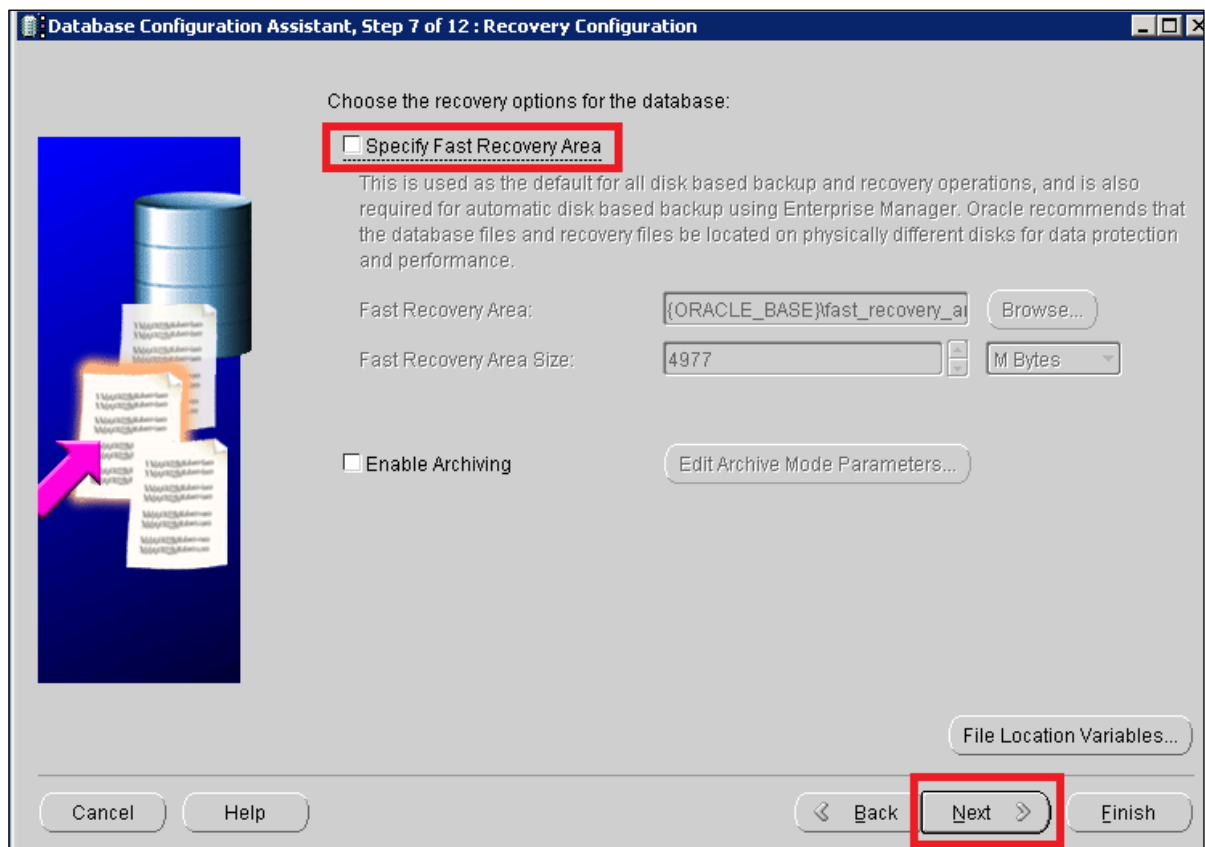 Database Configuration Assistant, Step 7 of 12 : Recovery Configuration
Choose the recovery options for the database:
Specify Fast Recovery Area
This is used as the default for all disk based backup and recovery operations, and is also
required for automatic disk based backup using Enterprise Manager. Oracle recommends that
the database files and recovery files be located on physically different disks for data protection
and performance.
Fast Recovery Area: {ORACLE_BASE}\fast_recovery_a Browse...
Fast Recovery Area Size: 4977 M Bytes
Enable Archiving Edit Archive Mode Parameters...
File Location Variables...
Cancel Help Back Next Finish